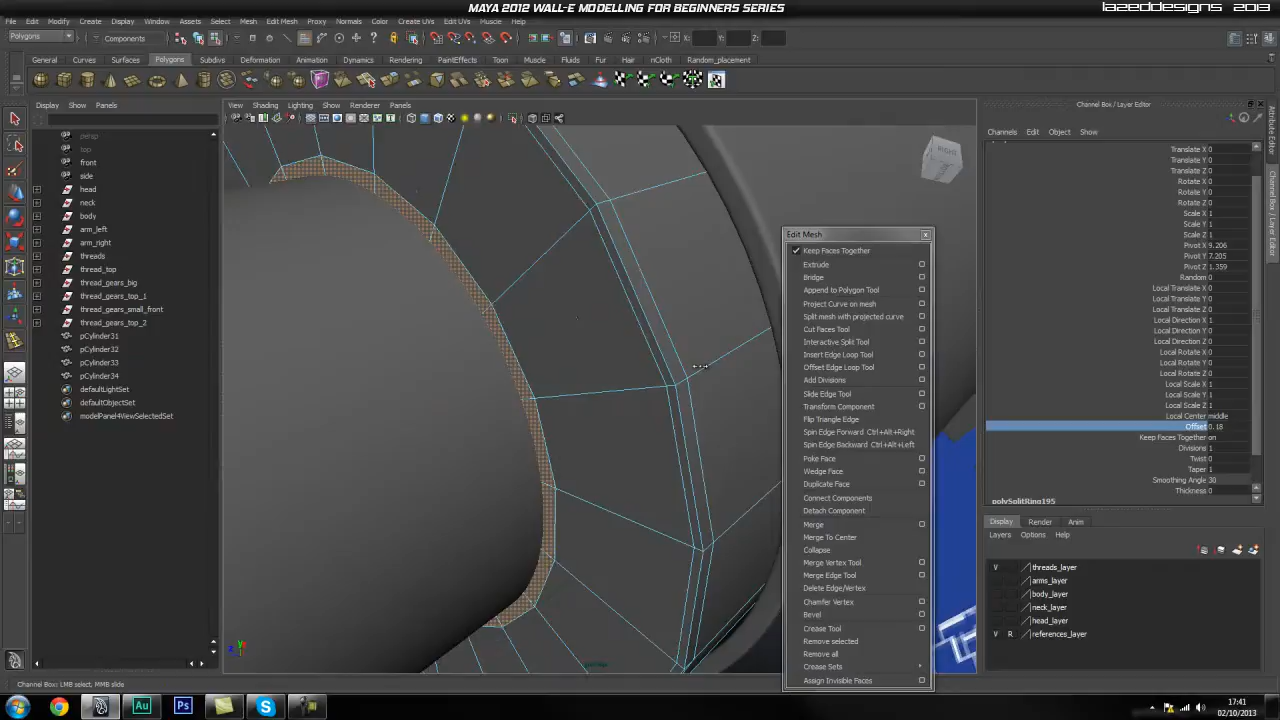 MAYA 2012 WALL-E MODELLING FOR BEGINNERS SERIES
lazeddesigns 2013
File Edit Modify Create Display Window Assets Select Mesh Edit Mesh Proxy Normals Color Create UVs Edit UVs Muscle Help
Polygons Components X: Y: Z:
General Curves Surfaces Polygons Subdivs Deformation Animation Dynamics Rendering PaintEffects Toon Muscle Fluids Fur Hair nCloth Random_placement
Display Show Panels
persp
top
front
side
head
neck
body
arm_left
arm_right
threads
thread_top
thread_gears_big
thread_gears_top_1
thread_gears_small_front
thread_gears_top_2
pCylinder31
pCylinder32
pCylinder33
pCylinder34
defaultLightSet
defaultObjectSet
modelPanel4ViewSelectedSet
View Shading Lighting Show Renderer Panels
RIGHT
persp
Edit Mesh
Keep Faces Together
Extrude
Bridge
Append to Polygon Tool
Project Curve on mesh
Split mesh with projected curve
Cut Faces Tool
Interactive Split Tool
Insert Edge Loop Tool
Offset Edge Loop Tool
Add Divisions
Slide Edge Tool
Transform Component
Flip Triangle Edge
Spin Edge Forward Ctrl+Alt+Right
Spin Edge Backward Ctrl+Alt+Left
Poke Face
Wedge Face
Duplicate Face
Connect Components
Detach Component
Merge
Merge To Center
Collapse
Merge Vertex Tool
Merge Edge Tool
Delete Edge/Vertex
Chamfer Vertex
Bevel
Crease Tool
Remove selected
Remove all
Crease Sets
Assign Invisible Faces
Channel Box / Layer Editor
Channels Edit Object Show
Translate X 0
Translate Y 0
Translate Z 0
Rotate X 0
Rotate Y 0
Rotate Z 0
Scale X 1
Scale Y 1
Scale Z 1
Pivot X 9.206
Pivot Y 7.205
Pivot Z 1.359
Random 0
Local Translate X 0
Local Translate Y 0
Local Translate Z 0
Local Direction X 1
Local Direction Y 0
Local Direction Z 0
Local Rotate X 0
Local Rotate Y 0
Local Rotate Z 0
Local Scale X 1
Local Scale Y 1
Local Scale Z 1
Local Center middle
Offset 0.18
Keep Faces Together on
Divisions 1
Twist 0
Taper 1
Smoothing Angle 30
Thickness 0
polySplitRing195
Display Render Anim
Layers Options Help
V threads_layer
arms_layer
body_layer
neck_layer
head_layer
V R references_layer
Attribute Editor
Channel Box / Layer Editor
Channel Box: LMB select, MMB slide
Au Ps S
17:41
02/10/2013